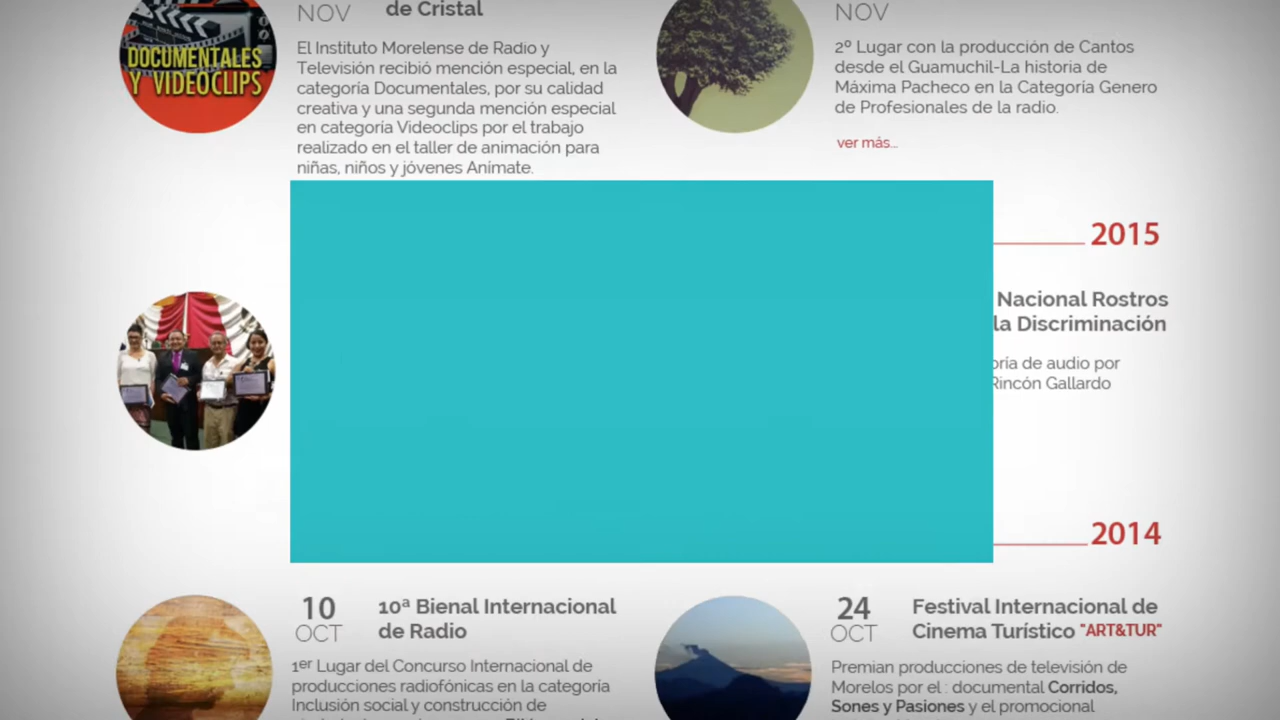 DOCUMENTALES
Y VIDEOCLIPS
NOV
de Cristal
El Instituto Morelense de Radio y
Televisión recibió mención especial, en la
categoría Documentales, por su calidad
creativa y una segunda mención especial
en categoría Videoclips por el trabajo
realizado en el taller de animación para
niñas, niños y jóvenes Anímate.
NOV
2º Lugar con la producción de Cantos
desde el Guamuchil-La historia de
Máxima Pacheco en la Categoría Genero
de Profesionales de la radio.
ver más...
2015
Nacional Rostros
la Discriminación
de audio por
Rincón Gallardo
2014
10
OCT
10ª Bienal Internacional
de Radio
1er Lugar del Concurso Internacional de
producciones radiofónicas en la categoría
Inclusión social y construcción de
24
OCT
Festival Internacional de
Cinema Turístico "ART&TUR"
Premian producciones de televisión de
Morelos por el : documental Corridos,
Sones y Pasiones y el promocional